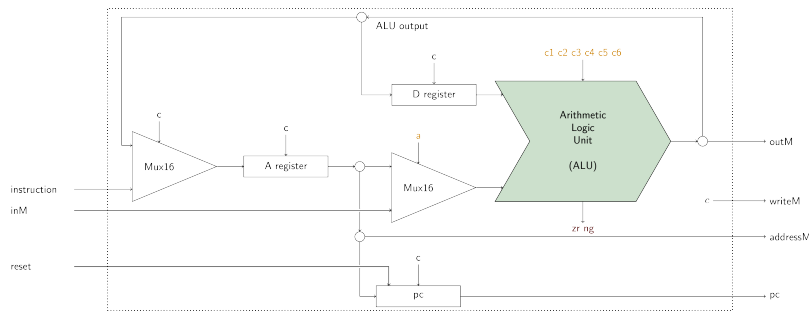 ALU output
c1 c2 c3 c4 c5 c6
c
D register
Arithmetic
Logic
Unit
(ALU)
c
c
a
Mux16
A register
Mux16
outM
instruction
inM
c
writeM
zr ng
addressM
reset
c
pc
pc